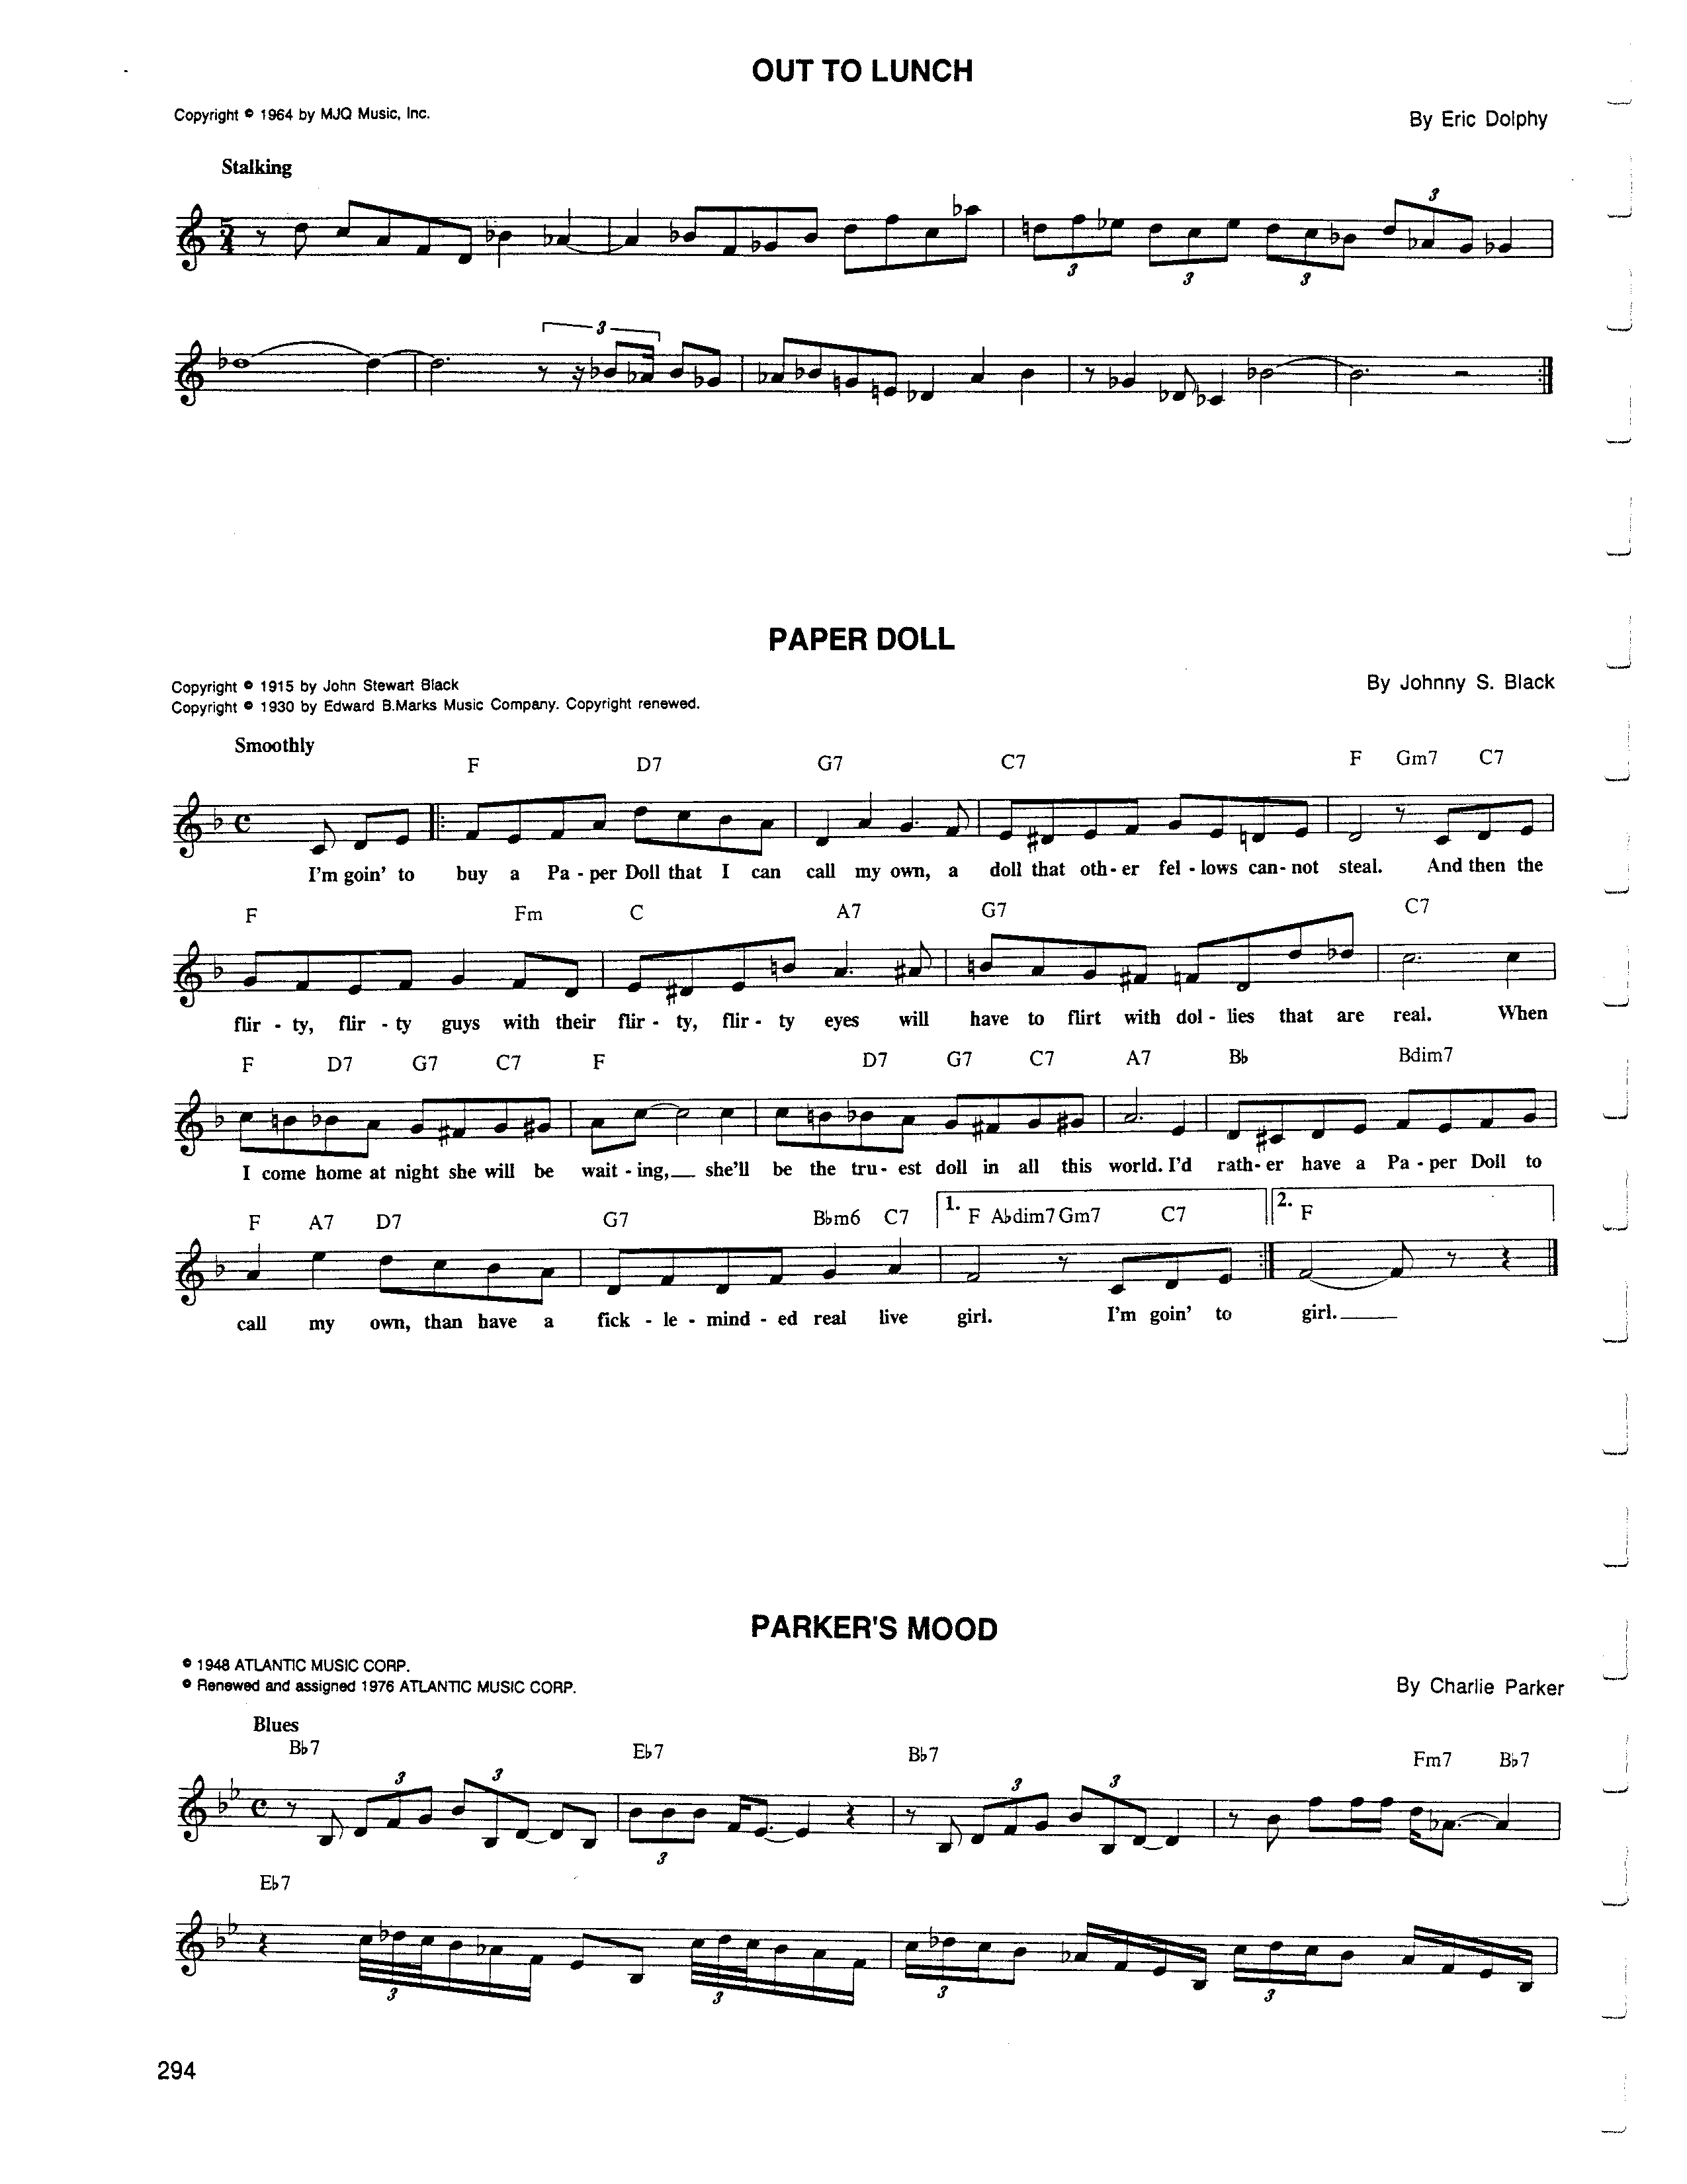 OUT TO LUNCH
Copyright © 1964 by MJQ Music, Inc.
By Eric Dolphy
Stalking
5
4
3
3 3 3
3
PAPER DOLL
Copyright © 1915 by John Stewart Black
By Johnny S. Black
Copyright © 1930 by Edward B.Marks Music Company. Copyright renewed.
Smoothly
F D7 G7 C7 F Gm7 C7
I'm goin' to buy a Pa - per Doll that I can call my own, a doll that oth - er fel - lows can - not steal. And then the
F Fm C A7 G7 C7
flir - ty, flir - ty guys with their flir - ty, flir - ty eyes will have to flirt with dol - lies that are real. When
F D7 G7 C7 F D7 G7 C7 A7 B♭ Bdim7
I come home at night she will be wait - ing,__ she'll be the tru - est doll in all this world. I'd rath - er have a Pa - per Doll to
F A7 D7 G7 B♭m6 C7 1. F A♭dim7 Gm7 C7 2. F
call my own, than have a fick - le - mind - ed real live girl. I'm goin' to girl.____
PARKER'S MOOD
© 1948 ATLANTIC MUSIC CORP.
© Renewed and assigned 1976 ATLANTIC MUSIC CORP.
By Charlie Parker
Blues
B♭7 E♭7 B♭7 Fm7 B♭7
3 3 3 3
3
E♭7
3 3 3 3
294